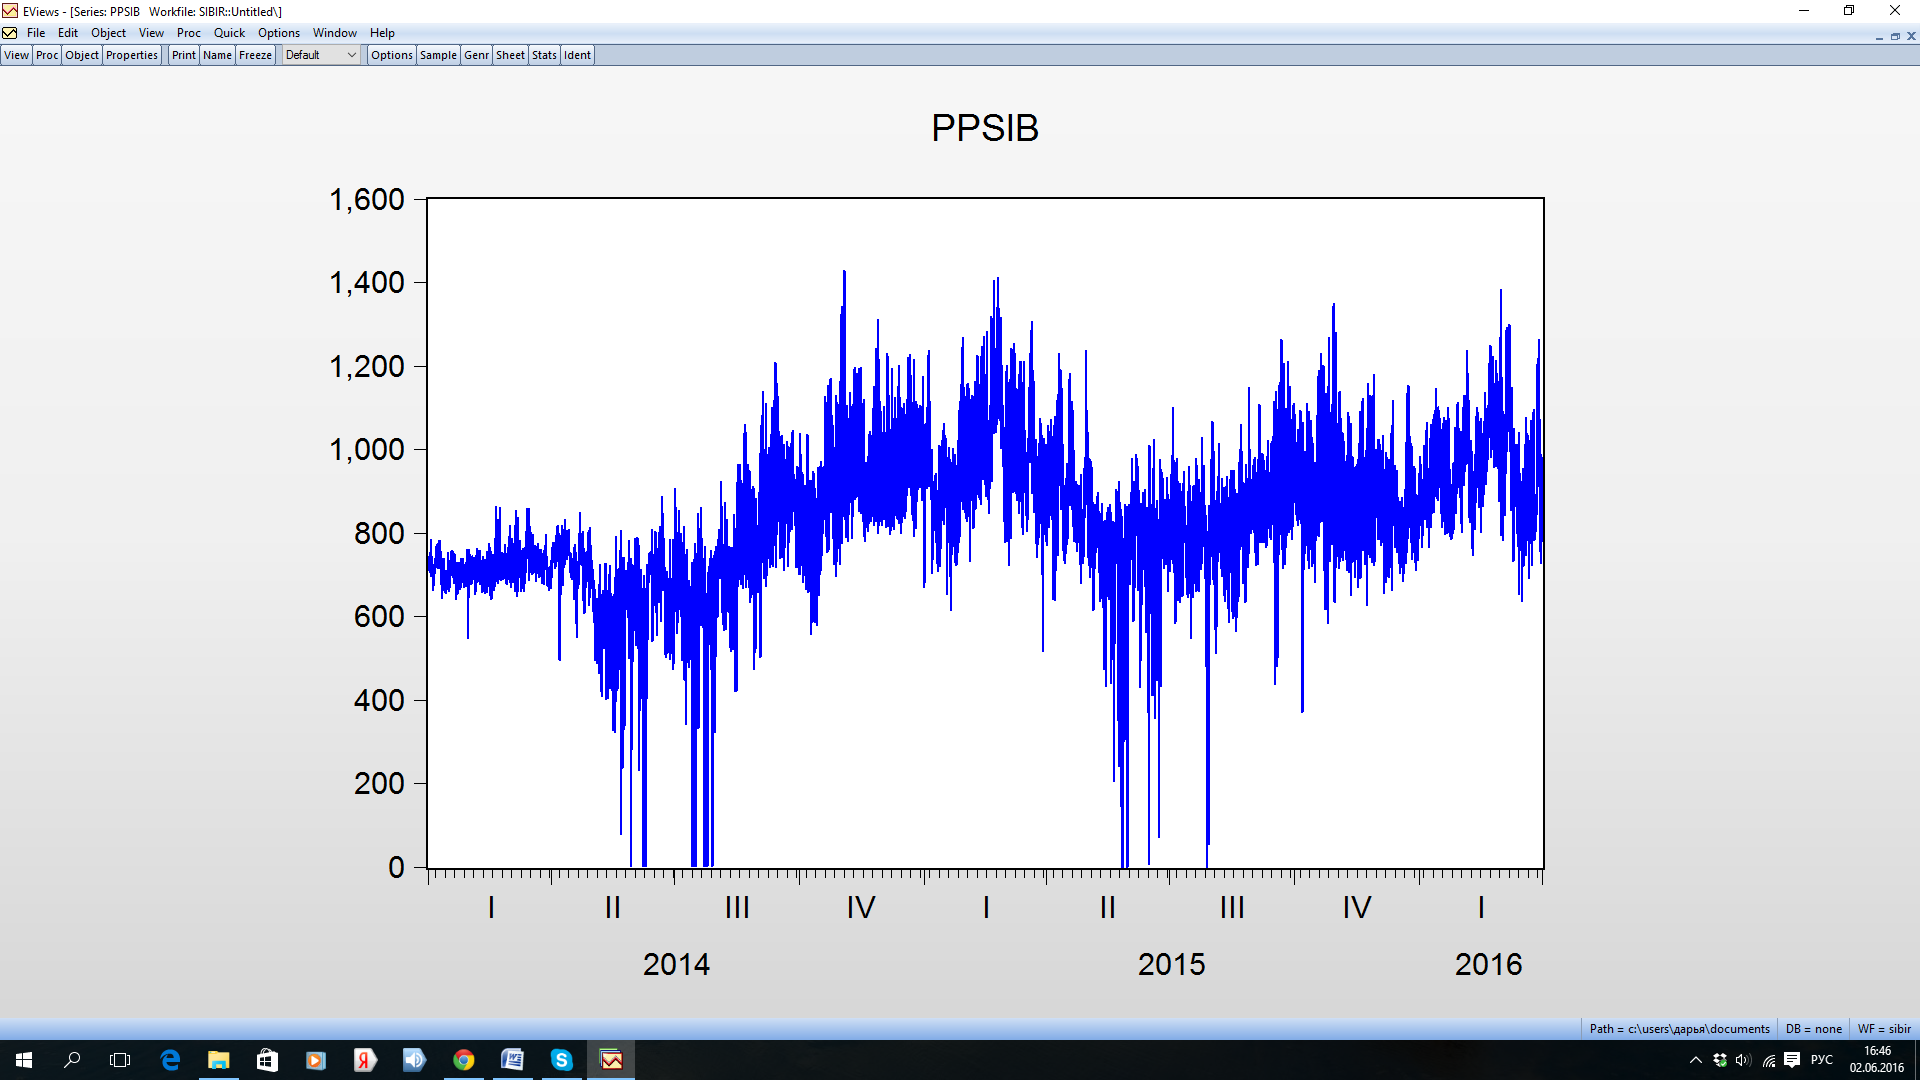 EViews - [Series: PPSIB   Workfile: SIBIR::Untitled\]
File Edit Object View Proc Quick Options Window Help
View Proc Object Properties Print Name Freeze Default Options Sample Genr Sheet Stats Ident
PPSIB
1,600
1,400
1,200
1,000
800
600
400
200
0
I II III IV I II III IV I
2014 2015 2016
Path = c:\users\дарья\documents DB = none WF = sibir
РУС
16:46
02.06.2016